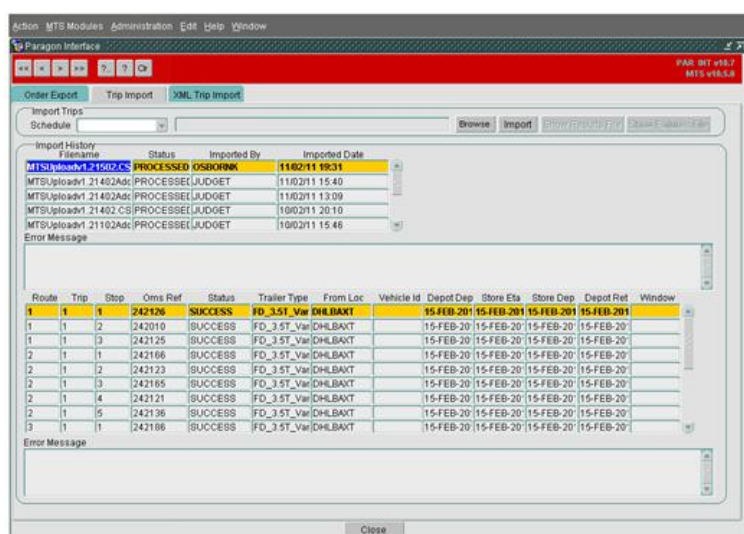 Action MTS Modules Administration Edit Help Window
Paragon Interface
<< < > >> ?.. ? Clr
PAR INT v10.7
MTS v10.5.0
Order Export Trip Import XML Trip Import
Import Trips
Schedule Browse Import
Import History
Filename Status Imported By Imported Date
MTSUploadv1.21502.CS PROCESSED OSBORNK 11/02/11 19:31
MTSUploadv1.21402Adc PROCESSED JUDGET 11/02/11 15:40
MTSUploadv1.21402Adc PROCESSED JUDGET 11/02/11 13:09
MTSUploadv1.21402.CS PROCESSED JUDGET 10/02/11 20:10
MTSUploadv1.21102Adc PROCESSED JUDGET 10/02/11 15:46
Error Message
Route Trip Stop Oms Ref Status Trailer Type From Loc Vehicle Id Depot Dep Store Eta Store Dep Depot Ret Window
1 1 1 242126 SUCCESS FD_3.5T_Var DHLBAXT 15-FEB-201 15-FEB-201 15-FEB-201 15-FEB-201
1 1 2 242010 SUCCESS FD_3.5T_Var DHLBAXT 15-FEB-20 15-FEB-20 15-FEB-20 15-FEB-20
1 1 3 242125 SUCCESS FD_3.5T_Var DHLBAXT 15-FEB-20 15-FEB-20 15-FEB-20 15-FEB-20
2 1 1 242166 SUCCESS FD_3.5T_Var DHLBAXT 15-FEB-20 15-FEB-20 15-FEB-20 15-FEB-20
2 1 2 242123 SUCCESS FD_3.5T_Var DHLBAXT 15-FEB-20 15-FEB-20 15-FEB-20 15-FEB-20
2 1 3 242165 SUCCESS FD_3.5T_Var DHLBAXT 15-FEB-20 15-FEB-20 15-FEB-20 15-FEB-20
2 1 4 242121 SUCCESS FD_3.5T_Var DHLBAXT 15-FEB-20 15-FEB-20 15-FEB-20 15-FEB-20
2 1 5 242136 SUCCESS FD_3.5T_Var DHLBAXT 15-FEB-20 15-FEB-20 15-FEB-20 15-FEB-20
3 1 1 242186 SUCCESS FD_3.5T_Var DHLBAXT 15-FEB-20 15-FEB-20 15-FEB-20 15-FEB-20
Error Message
Close